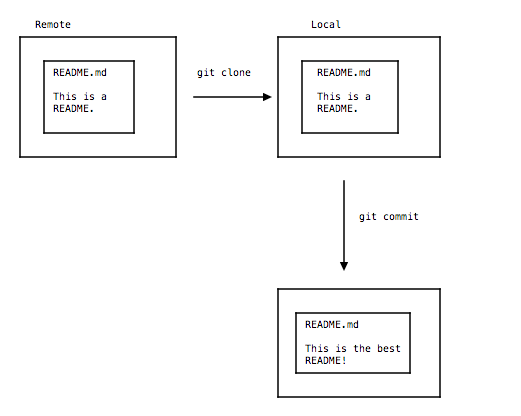 Remote
Local
README.md
This is a
README.
git clone
README.md
This is a
README.
git commit
README.md
This is the best
README!